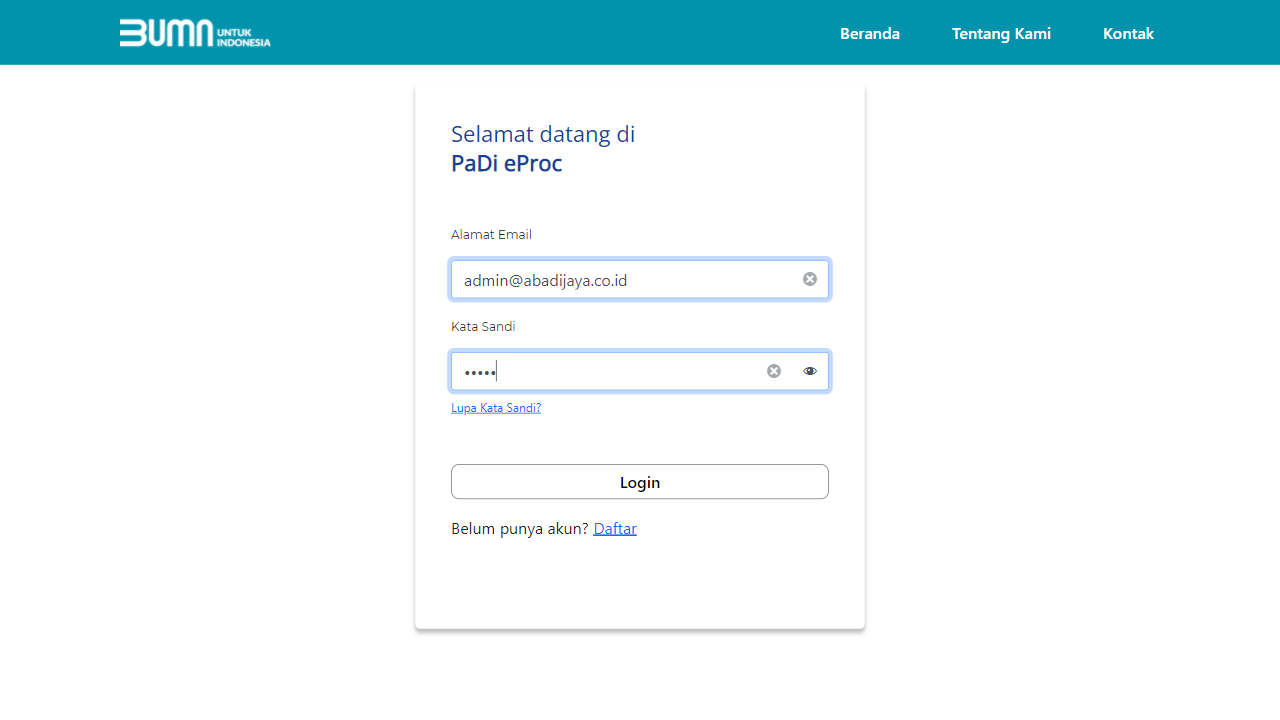 BUMN UNTUK
INDONESIA
Beranda
Tentang Kami
Kontak
Selamat datang di
PaDi eProc
Alamat Email
admin@abadijaya.co.id
Kata Sandi
•••••
Lupa Kata Sandi?
Login
Belum punya akun? Daftar